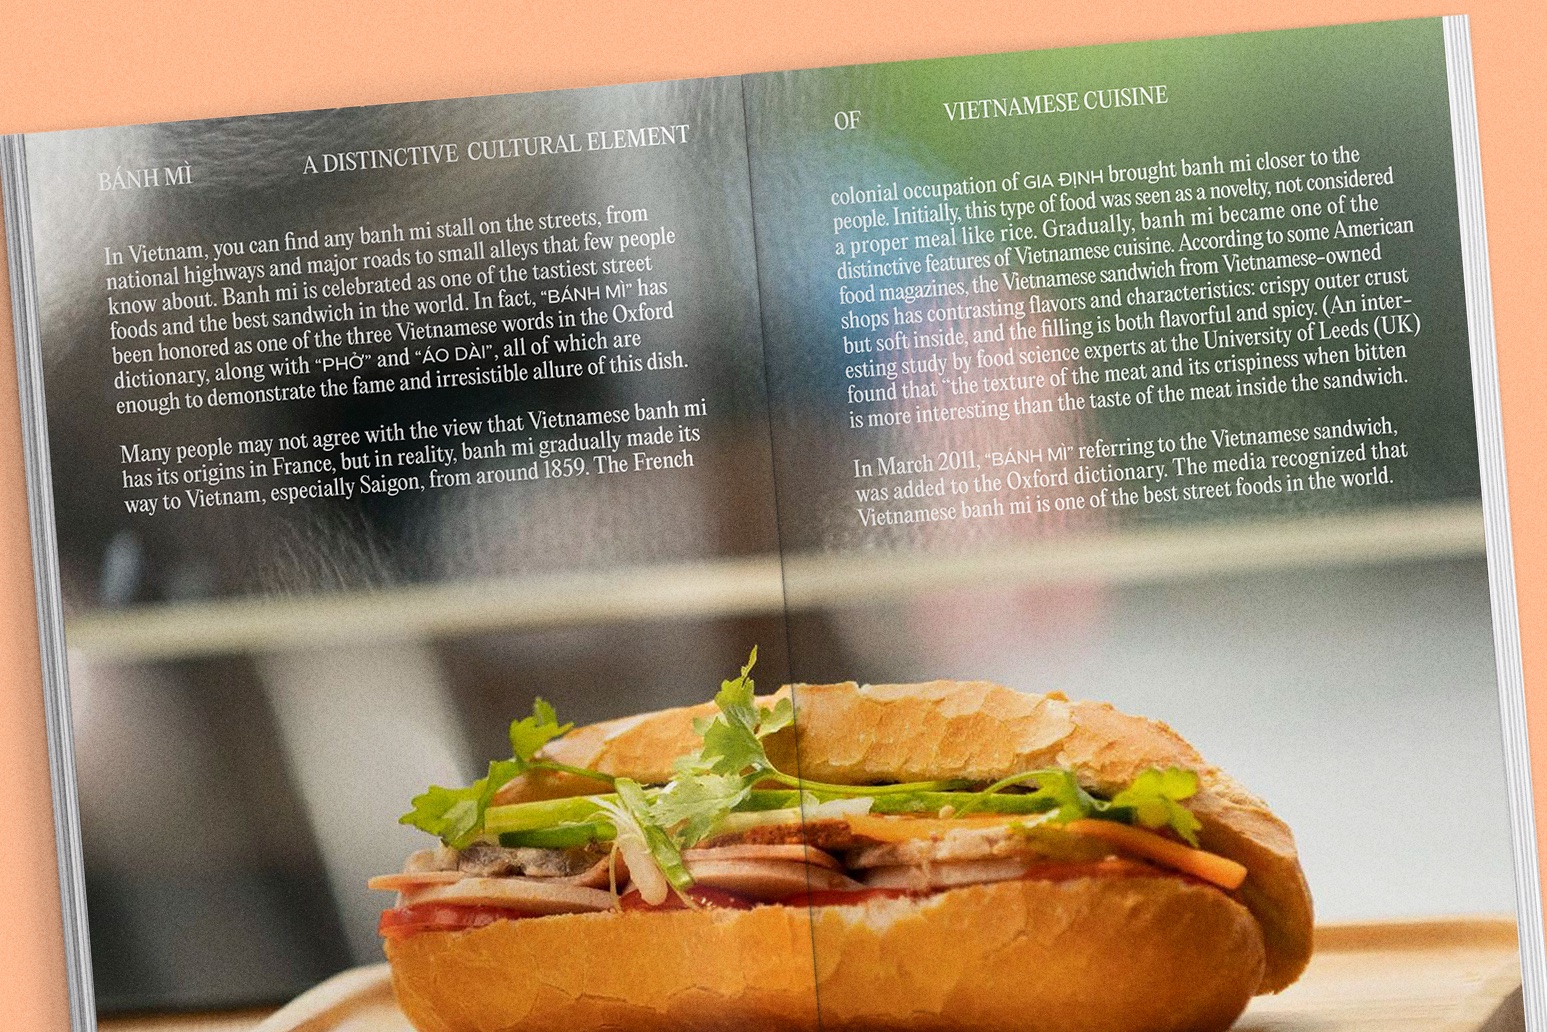 BÁNH MÌ A DISTINCTIVE CULTURAL ELEMENT
In Vietnam, you can find any banh mi stall on the streets, from
national highways and major roads to small alleys that few people
know about. Banh mi is celebrated as one of the tastiest street
foods and the best sandwich in the world. In fact, “BÁNH MÌ” has
been honored as one of the three Vietnamese words in the Oxford
dictionary, along with “PHỞ” and “ÁO DÀI”, all of which are
enough to demonstrate the fame and irresistible allure of this dish.
Many people may not agree with the view that Vietnamese banh mi
has its origins in France, but in reality, banh mi gradually made its
way to Vietnam, especially Saigon, from around 1859. The French
OF VIETNAMESE CUISINE
colonial occupation of GIA ĐỊNH brought banh mi closer to the
people. Initially, this type of food was seen as a novelty, not considered
a proper meal like rice. Gradually, banh mi became one of the
distinctive features of Vietnamese cuisine. According to some American
food magazines, the Vietnamese sandwich from Vietnamese-owned
shops has contrasting flavors and characteristics: crispy outer crust
but soft inside, and the filling is both flavorful and spicy. (An inter-
esting study by food science experts at the University of Leeds (UK)
found that “the texture of the meat and its crispiness when bitten
is more interesting than the taste of the meat inside the sandwich.
In March 2011, “BÁNH MÌ” referring to the Vietnamese sandwich,
was added to the Oxford dictionary. The media recognized that
Vietnamese banh mi is one of the best street foods in the world.